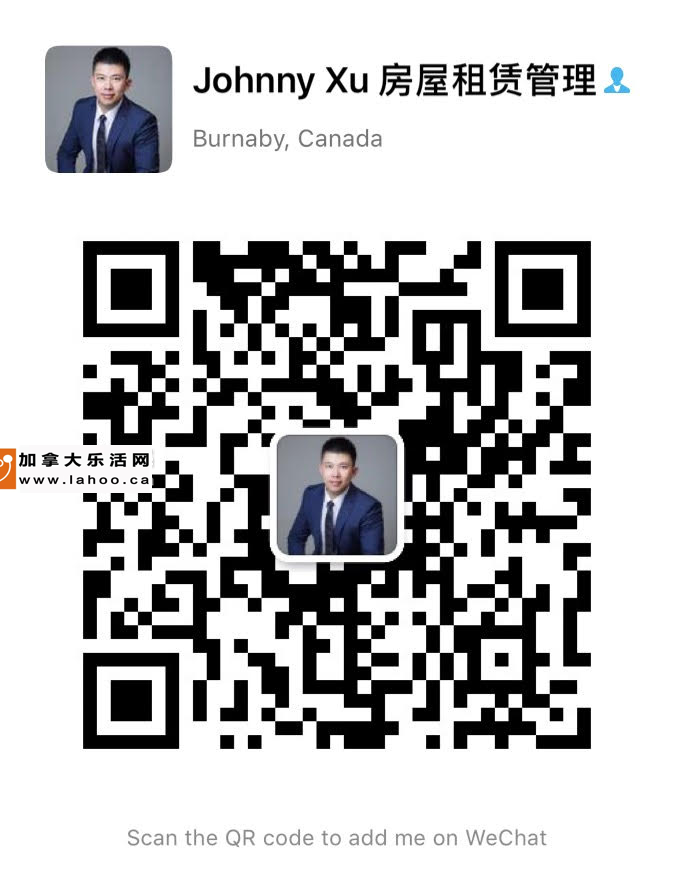 Johnny Xu 房屋租赁管理
Burnaby, Canada
加拿大乐活网
www.lahoo.ca
Scan the QR code to add me on WeChat